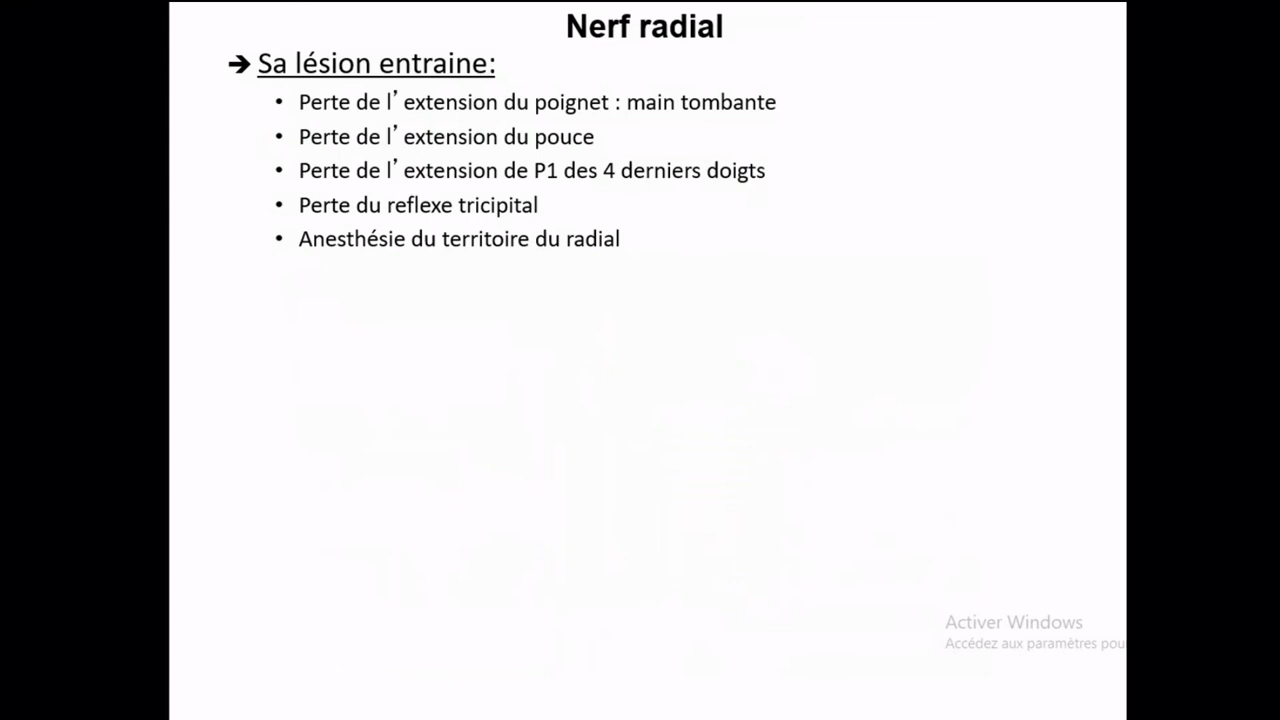 Nerf radial
➔ Sa lésion entraine:
• Perte de l’ extension du poignet : main tombante
• Perte de l’ extension du pouce
• Perte de l’ extension de P1 des 4 derniers doigts
• Perte du reflexe tricipital
• Anesthésie du territoire du radial
Activer Windows
Accédez aux paramètres pou